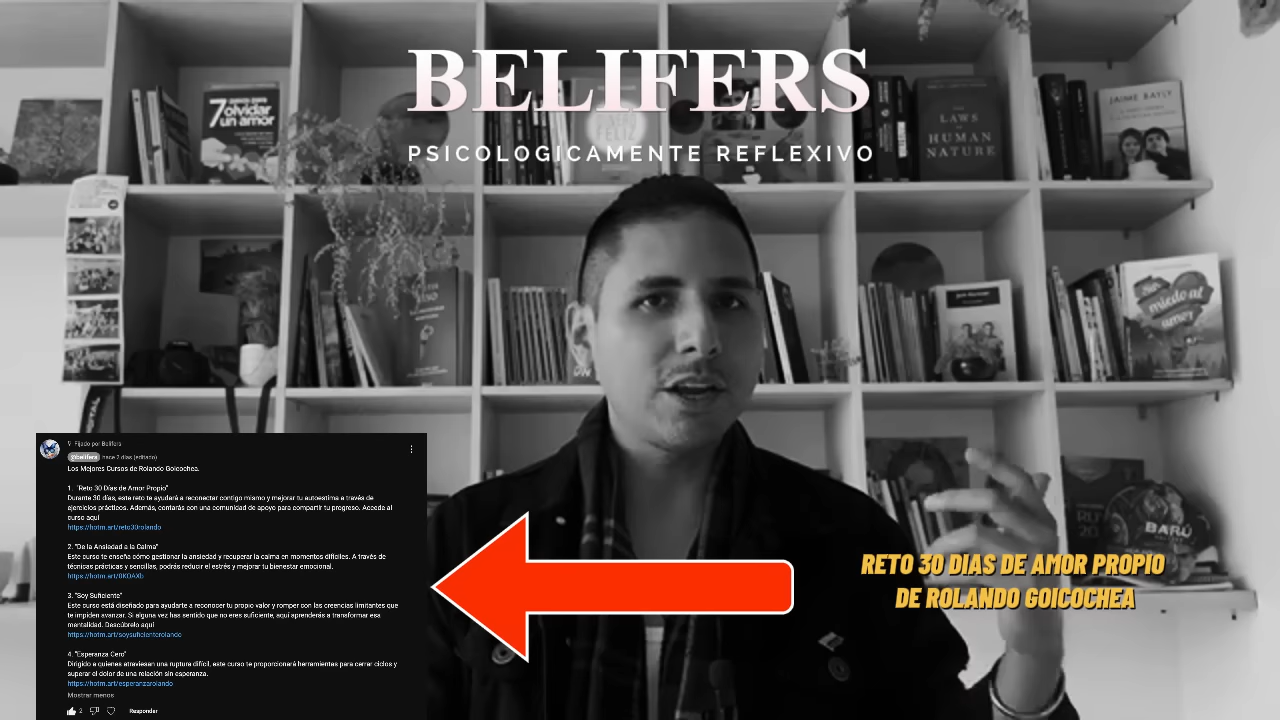 BELIFERS
PSICOLOGICAMENTE REFLEXIVO
7
olvidar
un amor
FELIZ
LAWS
OF
HUMAN
NATURE
JAIME BAYLY
Sin
miedo al
amor
BARÚ
Fijado por Belifers
@belifers hace 2 días (editado)
Los Mejores Cursos de Rolando Goicochea.
1. "Reto 30 Días de Amor Propio"
Durante 30 días, este reto te ayudará a reconectar contigo mismo y mejorar tu autoestima a través de
ejercicios prácticos. Además, contarás con una comunidad de apoyo para compartir tu progreso. Accede al
curso aquí
https://hotm.art/reto30rolando
2. "De la Ansiedad a la Calma"
Este curso te enseña cómo gestionar la ansiedad y recuperar la calma en momentos difíciles. A través de
técnicas prácticas y sencillas, podrás reducir el estrés y mejorar tu bienestar emocional.
https://hotm.art/0KOAXb
3. "Soy Suficiente"
Este curso está diseñado para ayudarte a reconocer tu propio valor y romper con las creencias limitantes que
te impiden avanzar. Si alguna vez has sentido que no eres suficiente, aquí aprenderás a transformar esa
mentalidad. Descúbrelo aquí
https://hotm.art/soysuficienterolando
4. "Esperanza Cero"
Dirigido a quienes atraviesan una ruptura difícil, este curso te proporcionará herramientas para cerrar ciclos y
superar el dolor de una relación sin esperanza.
https://hotm.art/esperanzarolando
Mostrar menos
2
Responder
RETO 30 DIAS DE AMOR PROPIO
DE ROLANDO GOICOCHEA